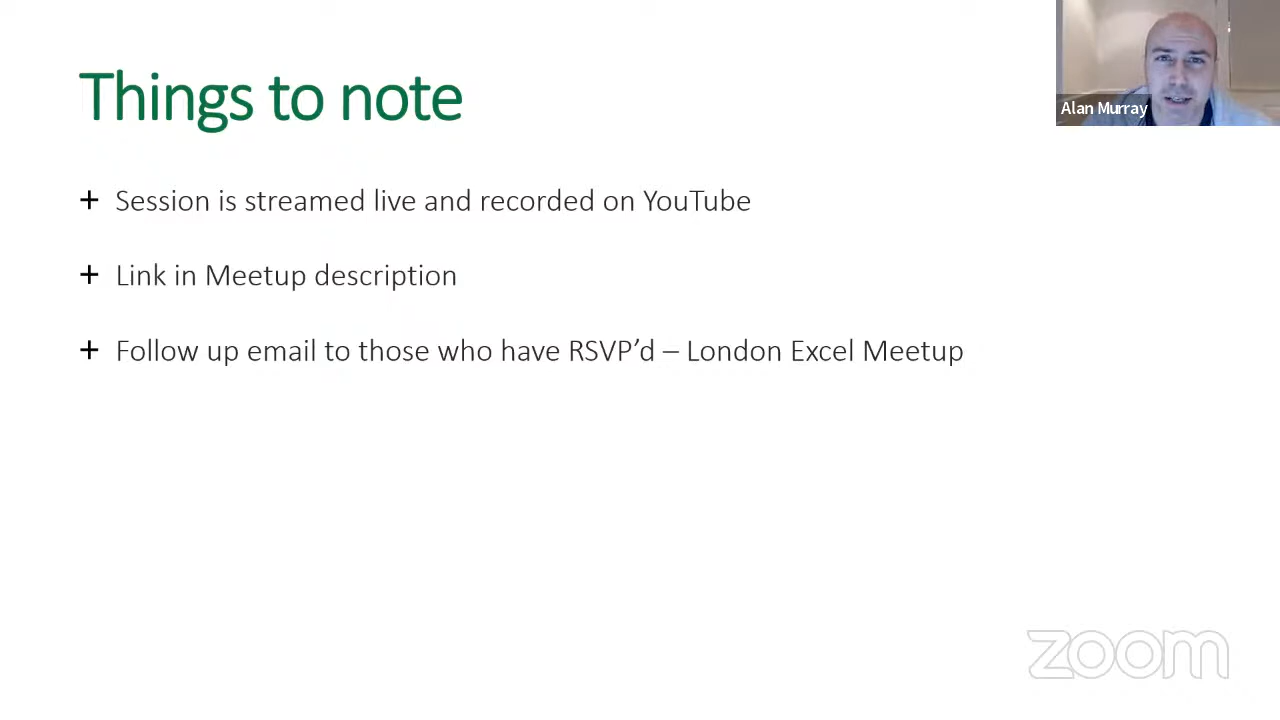 Things to note
Alan Murray
+ Session is streamed live and recorded on YouTube
+ Link in Meetup description
+ Follow up email to those who have RSVP’d – London Excel Meetup
zoom